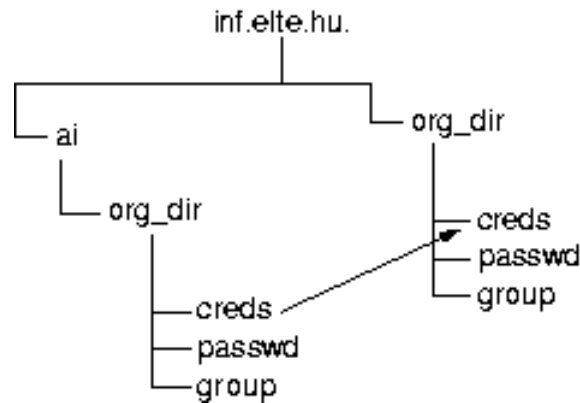 inf.elte.hu.
ai
org_dir
creds
passwd
group
org_dir
creds
passwd
group